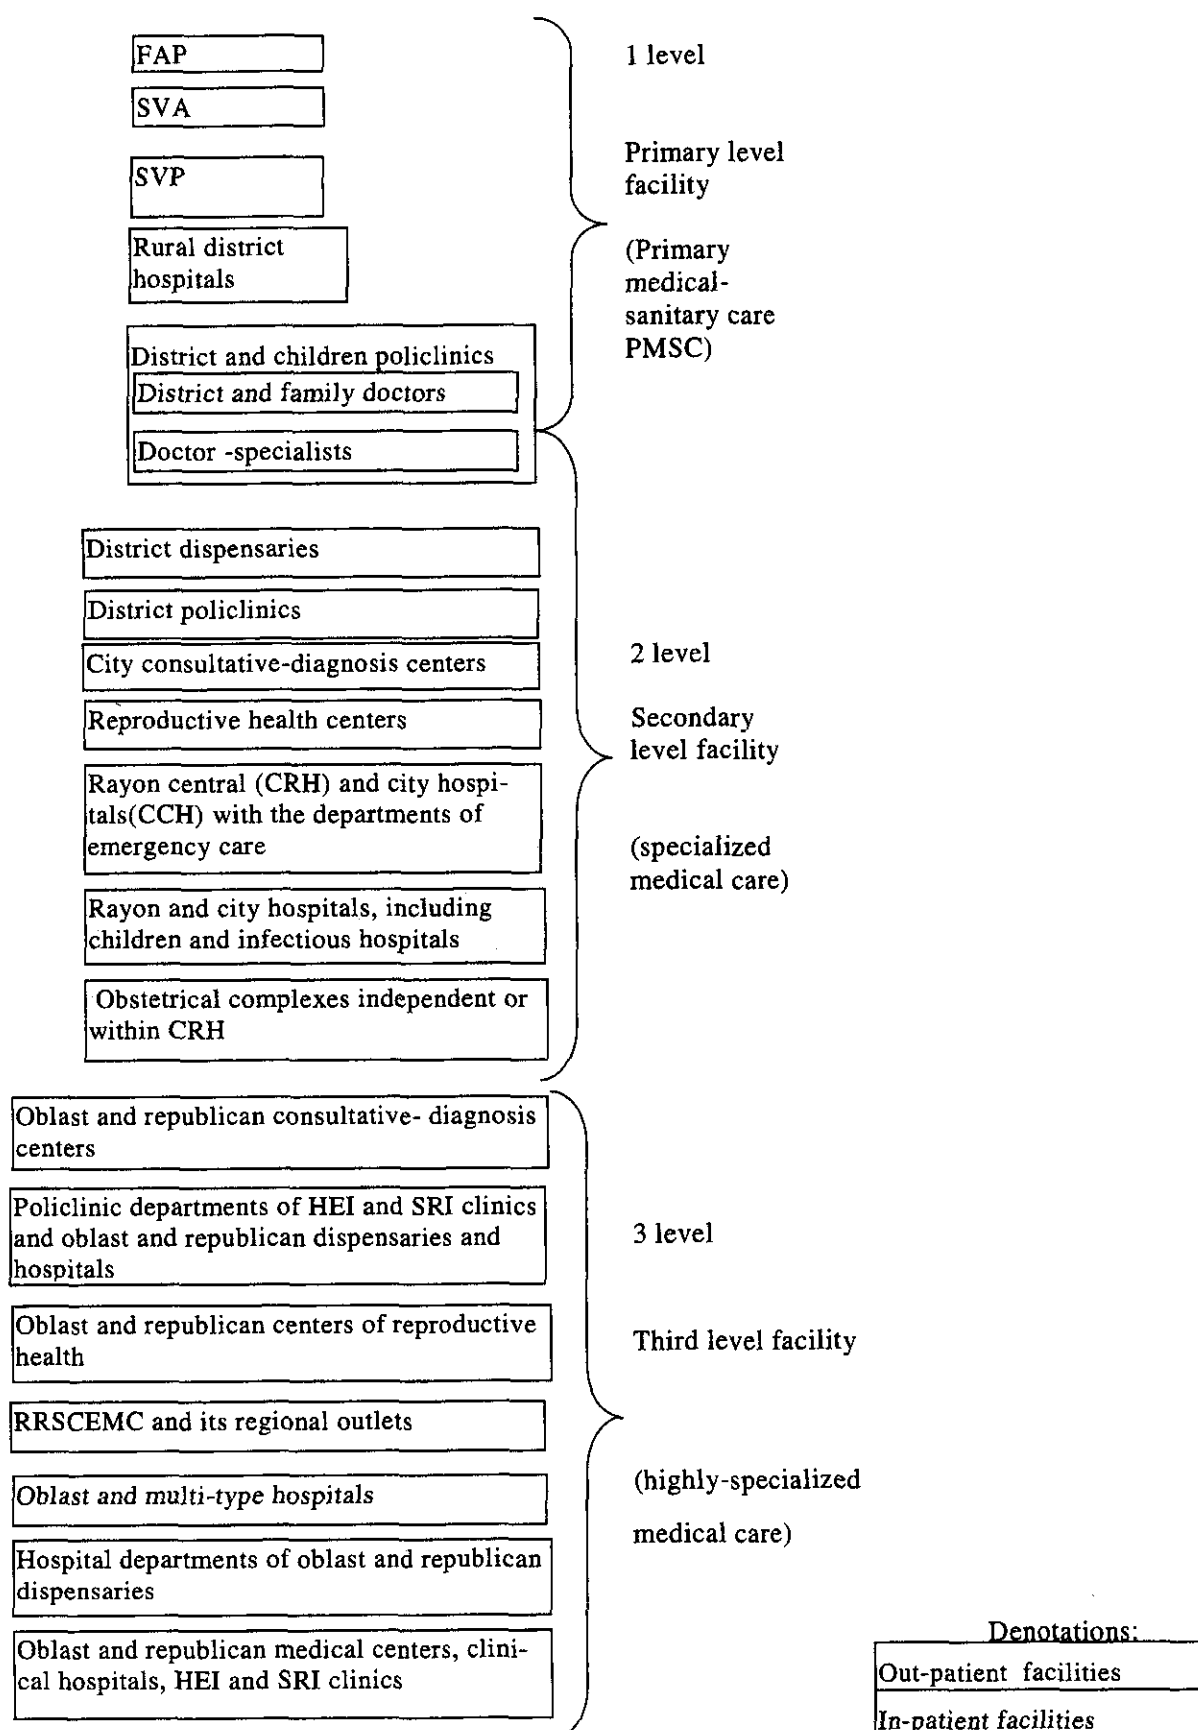 FAP
1 level
SVA
Primary level
facility
SVP
Rural district
hospitals
(Primary
medical-
sanitary care
PMSC)
District and children policlinics
District and family doctors
Doctor -specialists
District dispensaries
District policlinics
City consultative-diagnosis centers
2 level
Reproductive health centers
Secondary
level facility
Rayon central (CRH) and city hospi-
tals(CCH) with the departments of
emergency care
(specialized
medical care)
Rayon and city hospitals, including
children and infectious hospitals
Obstetrical complexes independent or
within CRH
Oblast and republican consultative- diagnosis
centers
Policlinic departments of HEI and SRI clinics
and oblast and republican dispensaries and
hospitals
3 level
Oblast and republican centers of reproductive
health
Third level facility
RRSCEMC and its regional outlets
Oblast and multi-type hospitals
(highly-specialized
medical care)
Hospital departments of oblast and republican
dispensaries
Oblast and republican medical centers, clini-
cal hospitals, HEI and SRI clinics
Denotations:
Out-patient facilities
In-patient facilities